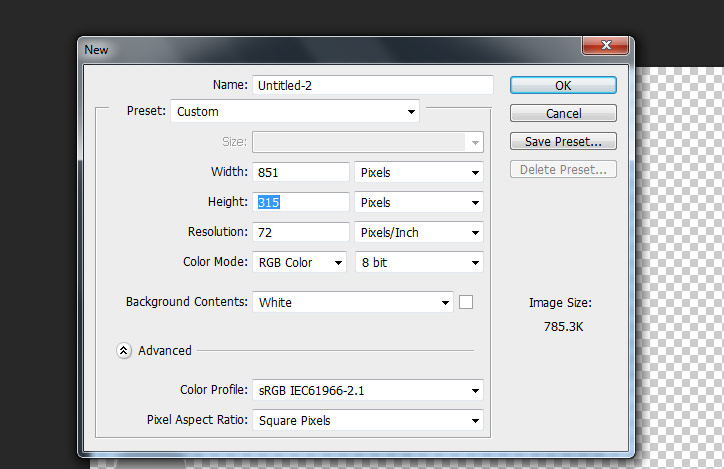 New
Name: Untitled-2
OK
Preset: Custom
Cancel
Size:
Save Preset...
Width: 851 Pixels
Delete Preset...
Height: 315 Pixels
Resolution: 72 Pixels/Inch
Color Mode: RGB Color 8 bit
Background Contents: White
Image Size:
785.3K
Advanced
Color Profile: sRGB IEC61966-2.1
Pixel Aspect Ratio: Square Pixels